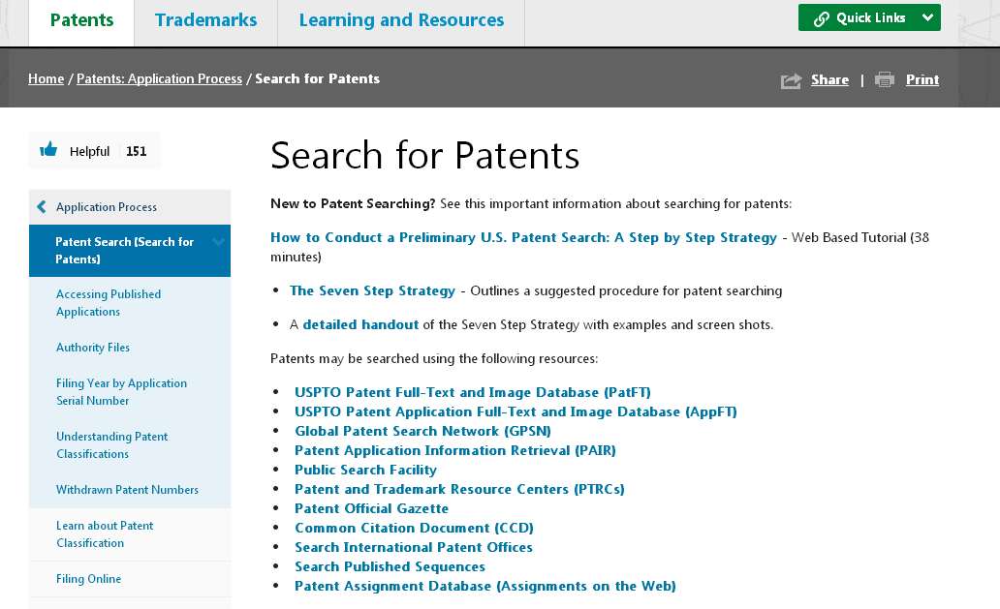 Patents
Trademarks
Learning and Resources
Quick Links
Home / Patents: Application Process / Search for Patents
Share | Print
Helpful 151
Application Process
Patent Search (Search for
Patents)
Accessing Published
Applications
Authority Files
Filing Year by Application
Serial Number
Understanding Patent
Classifications
Withdrawn Patent Numbers
Learn about Patent
Classification
Filing Online
Search for Patents
New to Patent Searching? See this important information about searching for patents:
How to Conduct a Preliminary U.S. Patent Search: A Step by Step Strategy - Web Based Tutorial (38
minutes)
• The Seven Step Strategy - Outlines a suggested procedure for patent searching
• A detailed handout of the Seven Step Strategy with examples and screen shots.
Patents may be searched using the following resources:
• USPTO Patent Full-Text and Image Database (PatFT)
• USPTO Patent Application Full-Text and Image Database (AppFT)
• Global Patent Search Network (GPSN)
• Patent Application Information Retrieval (PAIR)
• Public Search Facility
• Patent and Trademark Resource Centers (PTRCs)
• Patent Official Gazette
• Common Citation Document (CCD)
• Search International Patent Offices
• Search Published Sequences
• Patent Assignment Database (Assignments on the Web)